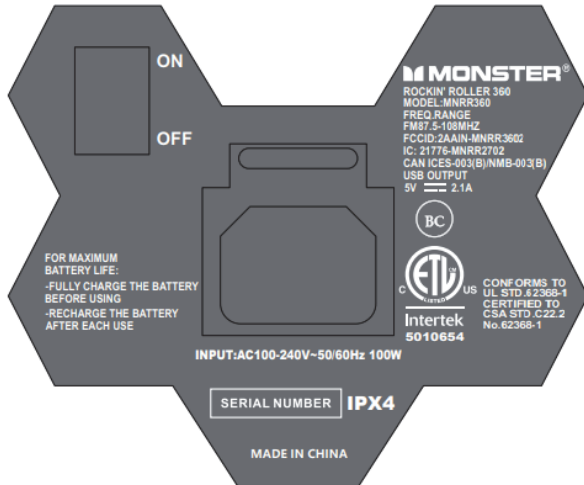 ON
OFF
MONSTER®
ROCKIN' ROLLER 360
MODEL:MNRR360
FREQ.RANGE
FM87.5-108MHZ
FCCID:2AAIN-MNRR3602
IC: 21776-MNRR2702
CAN ICES-003(B)/NMB-003(B)
USB OUTPUT
5V ⎓ 2.1A
BC
FOR MAXIMUM
BATTERY LIFE:
-FULLY CHARGE THE BATTERY
BEFORE USING
-RECHARGE THE BATTERY
AFTER EACH USE
ETL CM
LISTED
C US
Intertek
5010654
CONFORMS TO
UL STD.62368-1
CERTIFIED TO
CSA STD.C22.2
No.62368-1
INPUT:AC100-240V~50/60Hz 100W
SERIAL NUMBER IPX4
MADE IN CHINA